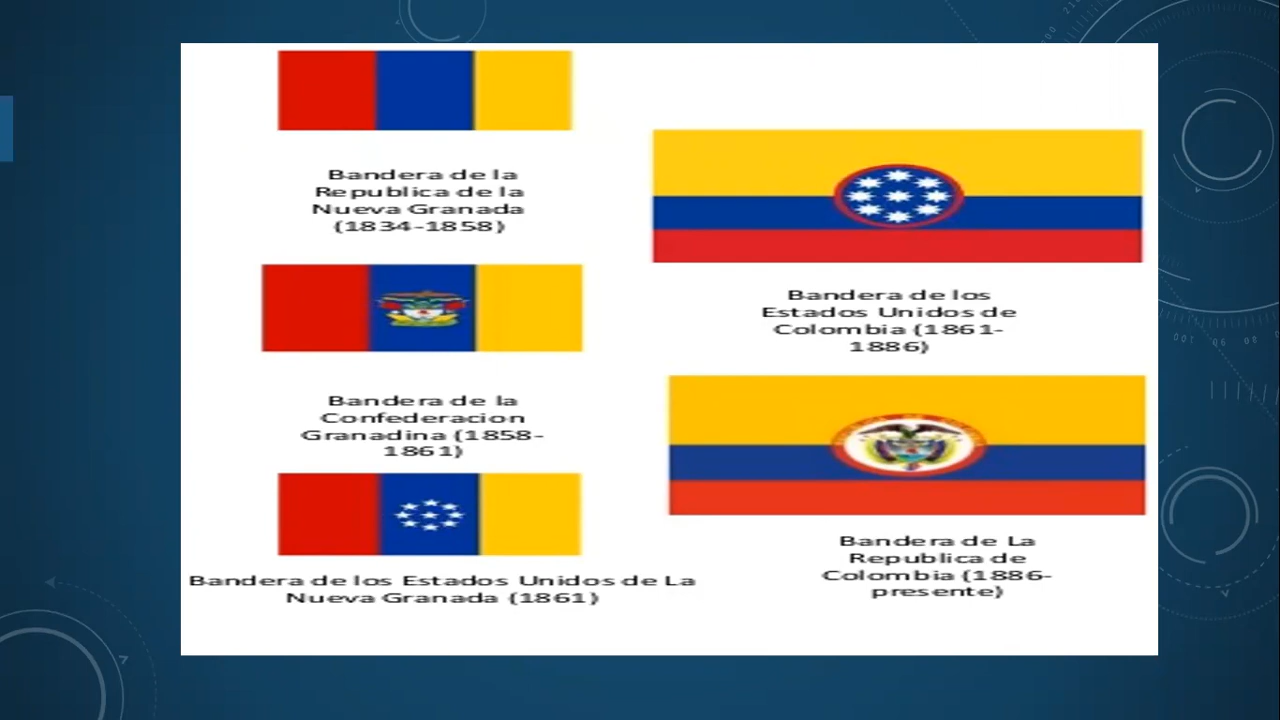 Bandera de la
Republica de la
Nueva Granada
(1834-1858)
Bandera de la
Confederacion
Granadina (1858-
1861)
Bandera de los Estados Unidos de La
Nueva Granada (1861)
Bandera de los
Estados Unidos de
Colombia (1861-
1886)
Bandera de La
Republica de
Colombia (1886-
presente)